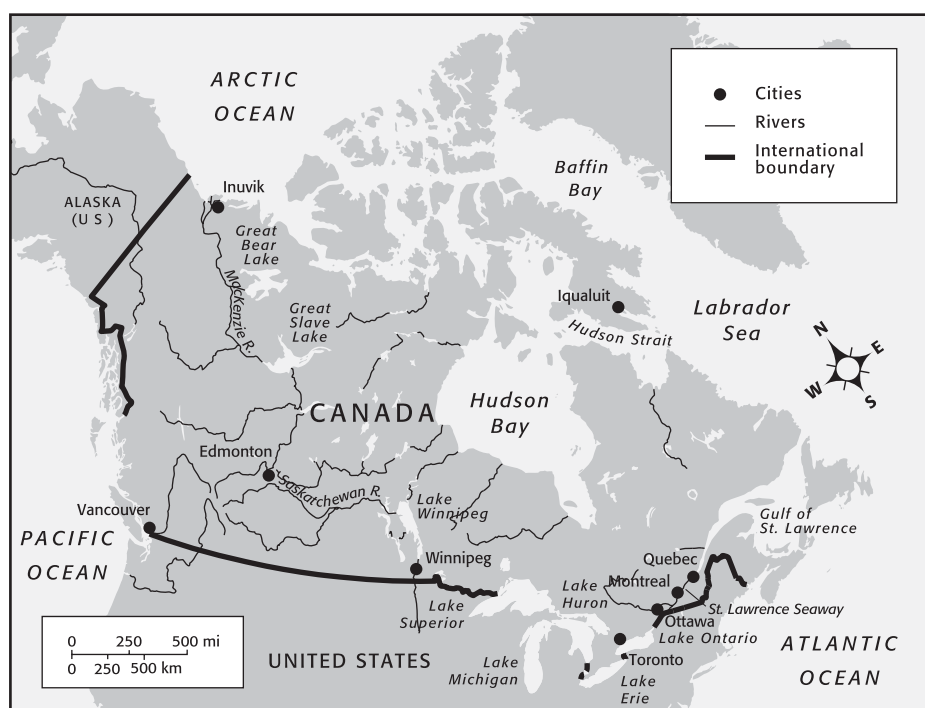 ARCTIC
OCEAN
Cities
Rivers
International
boundary
Baffin
Bay
Inuvik
ALASKA
(U S)
Great
Bear
Lake
Mackenzie R.
Great
Slave
Lake
Iqualuit
Hudson Strait
Labrador
Sea
N
E
W
S
CANADA
Hudson
Bay
Edmonton
Saskatchewan R.
Lake
Winnipeg
Vancouver
PACIFIC
OCEAN
Gulf of
St. Lawrence
Winnipeg
Quebec
Montreal
Lake
Huron
Lake
Superior
St. Lawrence Seaway
Ottawa
Lake Ontario
ATLANTIC
OCEAN
0 250 500 mi
0 250 500 km
UNITED STATES
Lake
Michigan
Toronto
Lake
Erie